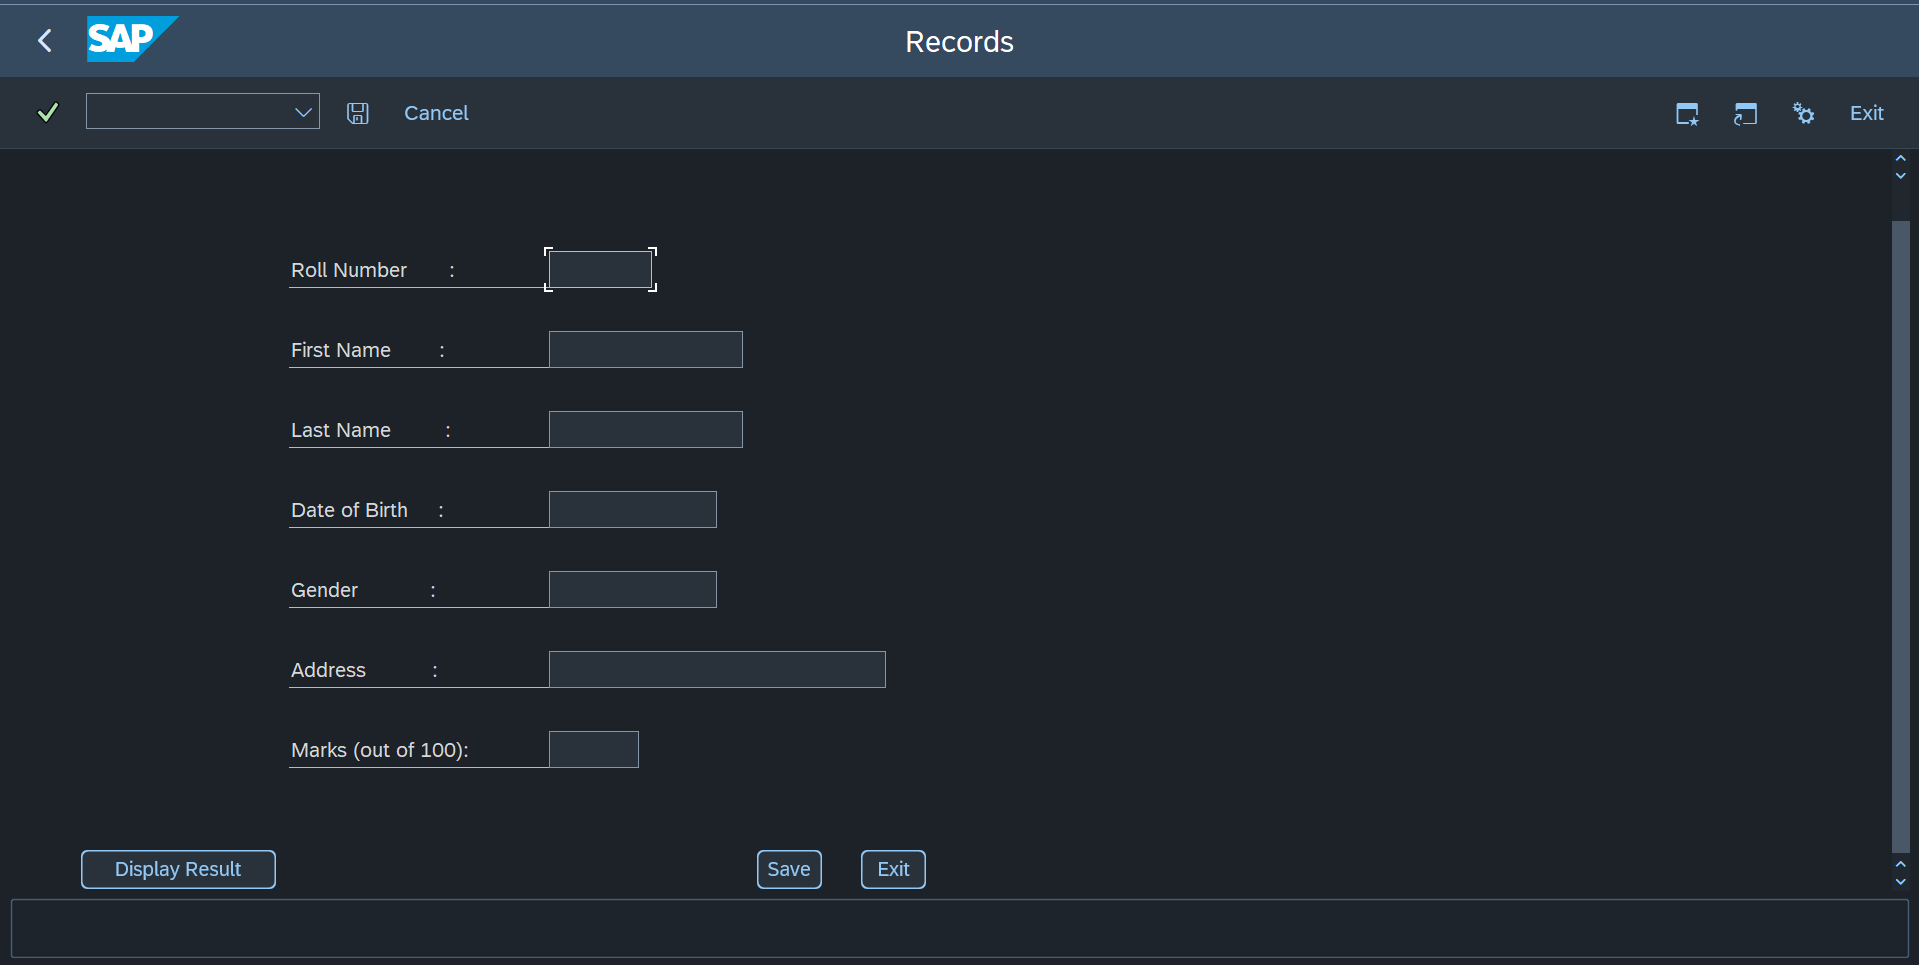 SAP
Records
Cancel
Exit
Roll Number :
First Name :
Last Name :
Date of Birth :
Gender :
Address :
Marks (out of 100):
Display Result
Save
Exit